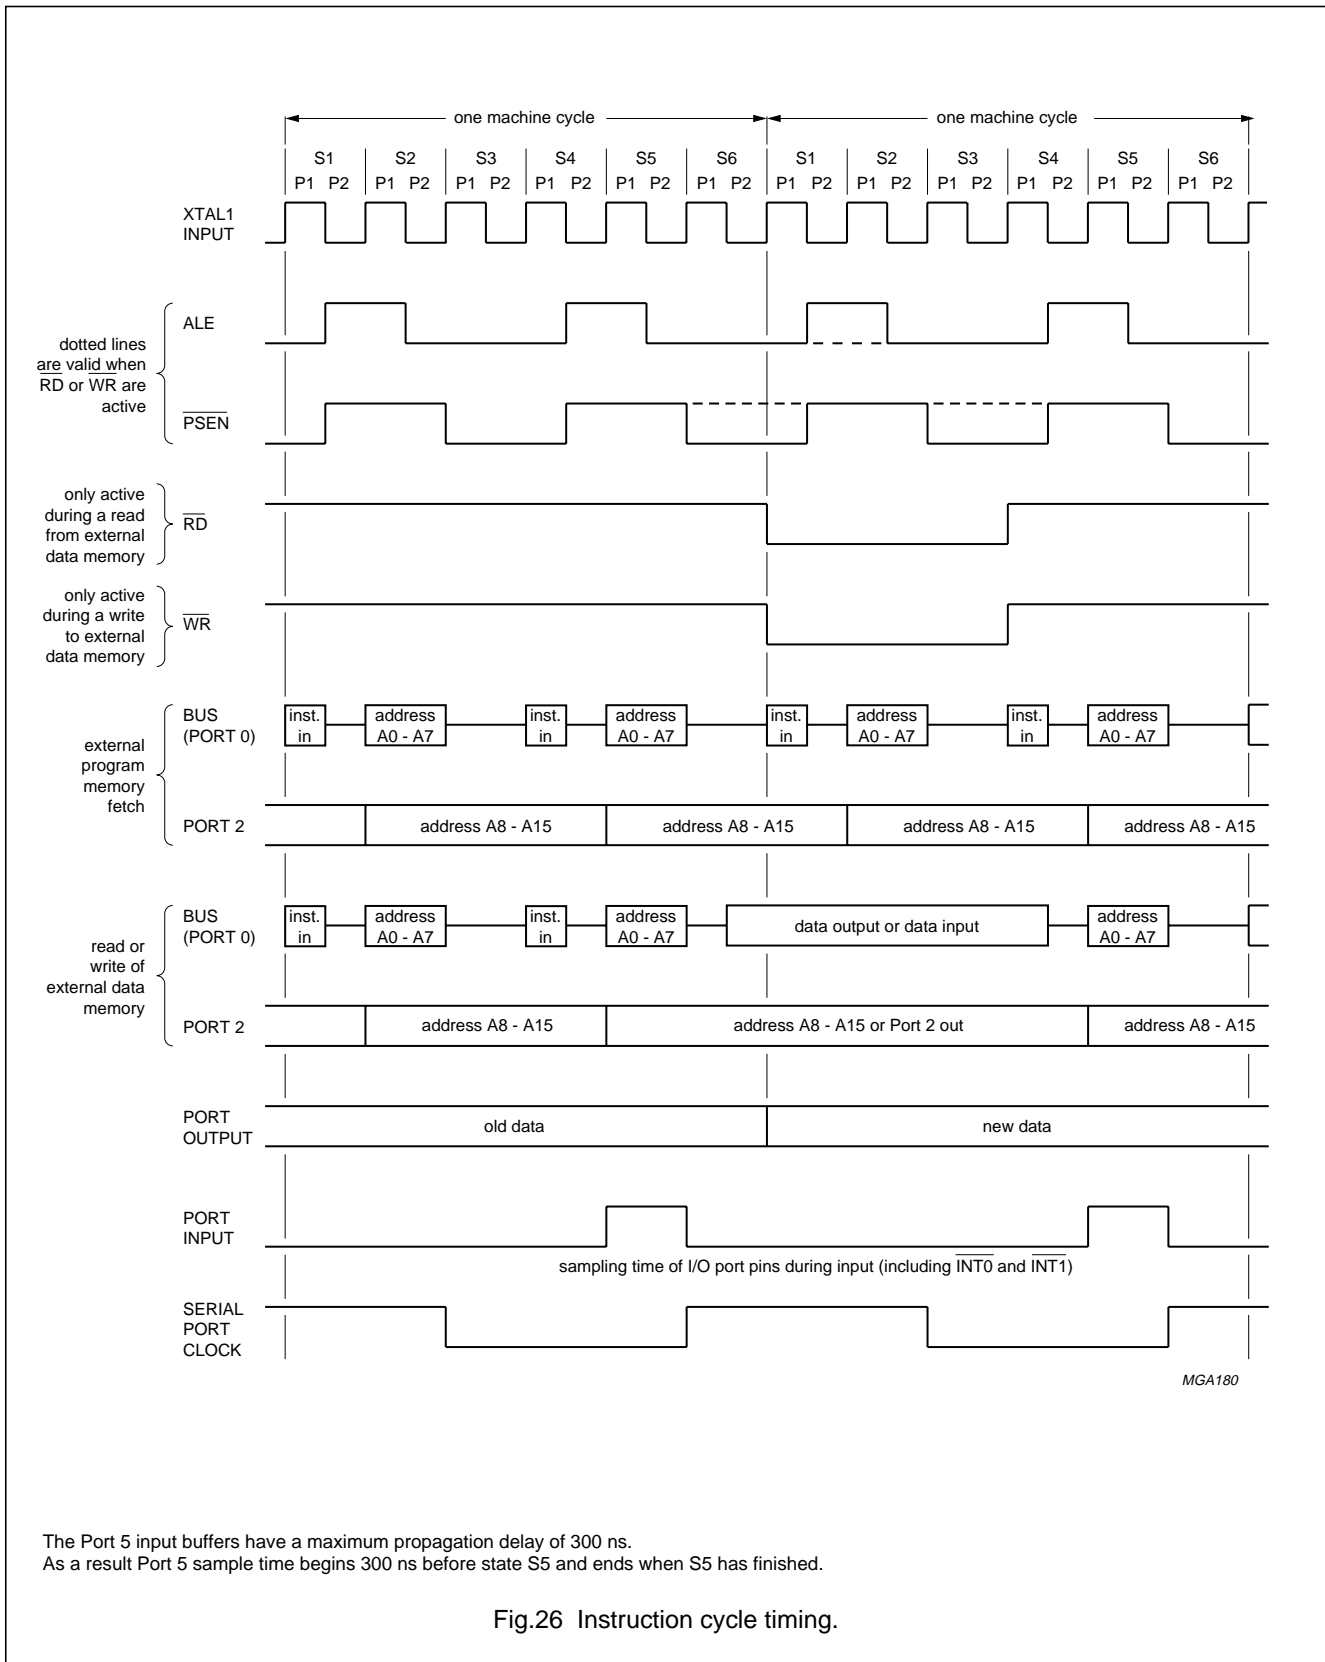 one machine cycle one machine cycle
S1 S2 S3 S4 S5 S6 S1 S2 S3 S4 S5 S6
P1 P2 P1 P2 P1 P2 P1 P2 P1 P2 P1 P2 P1 P2 P1 P2 P1 P2 P1 P2 P1 P2 P1 P2
XTAL1
INPUT
dotted lines
are valid when
R̅D̅ or W̅R̅ are
active
ALE
P̅S̅E̅N̅
only active
during a read
from external
data memory
R̅D̅
only active
during a write
to external
data memory
W̅R̅
external
program
memory
fetch
BUS
(PORT 0)
inst. address inst. address inst. address inst. address
in A0 - A7 in A0 - A7 in A0 - A7 in A0 - A7
PORT 2
address A8 - A15 address A8 - A15 address A8 - A15 address A8 - A15
read or
write of
external data
memory
BUS
(PORT 0)
inst. address inst. address data output or data input address
in A0 - A7 in A0 - A7 A0 - A7
PORT 2
address A8 - A15 address A8 - A15 or Port 2 out address A8 - A15
PORT
OUTPUT
old data new data
PORT
INPUT
sampling time of I/O port pins during input (including I̅N̅T̅0̅ and I̅N̅T̅1̅)
SERIAL
PORT
CLOCK
MGA180
The Port 5 input buffers have a maximum propagation delay of 300 ns.
As a result Port 5 sample time begins 300 ns before state S5 and ends when S5 has finished.
Fig.26 Instruction cycle timing.